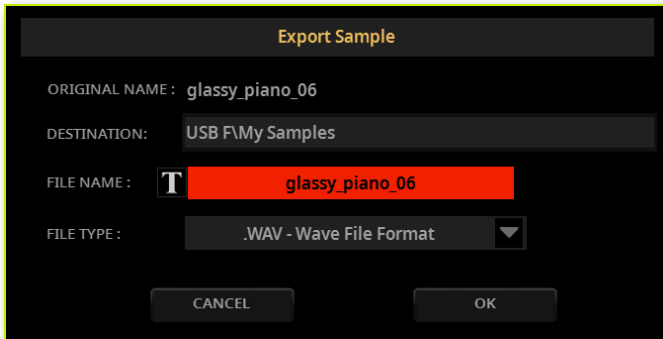 Export Sample
ORIGINAL NAME : glassy_piano_06
DESTINATION: USB F\My Samples
FILE NAME : T glassy_piano_06
FILE TYPE : .WAV - Wave File Format
CANCEL OK